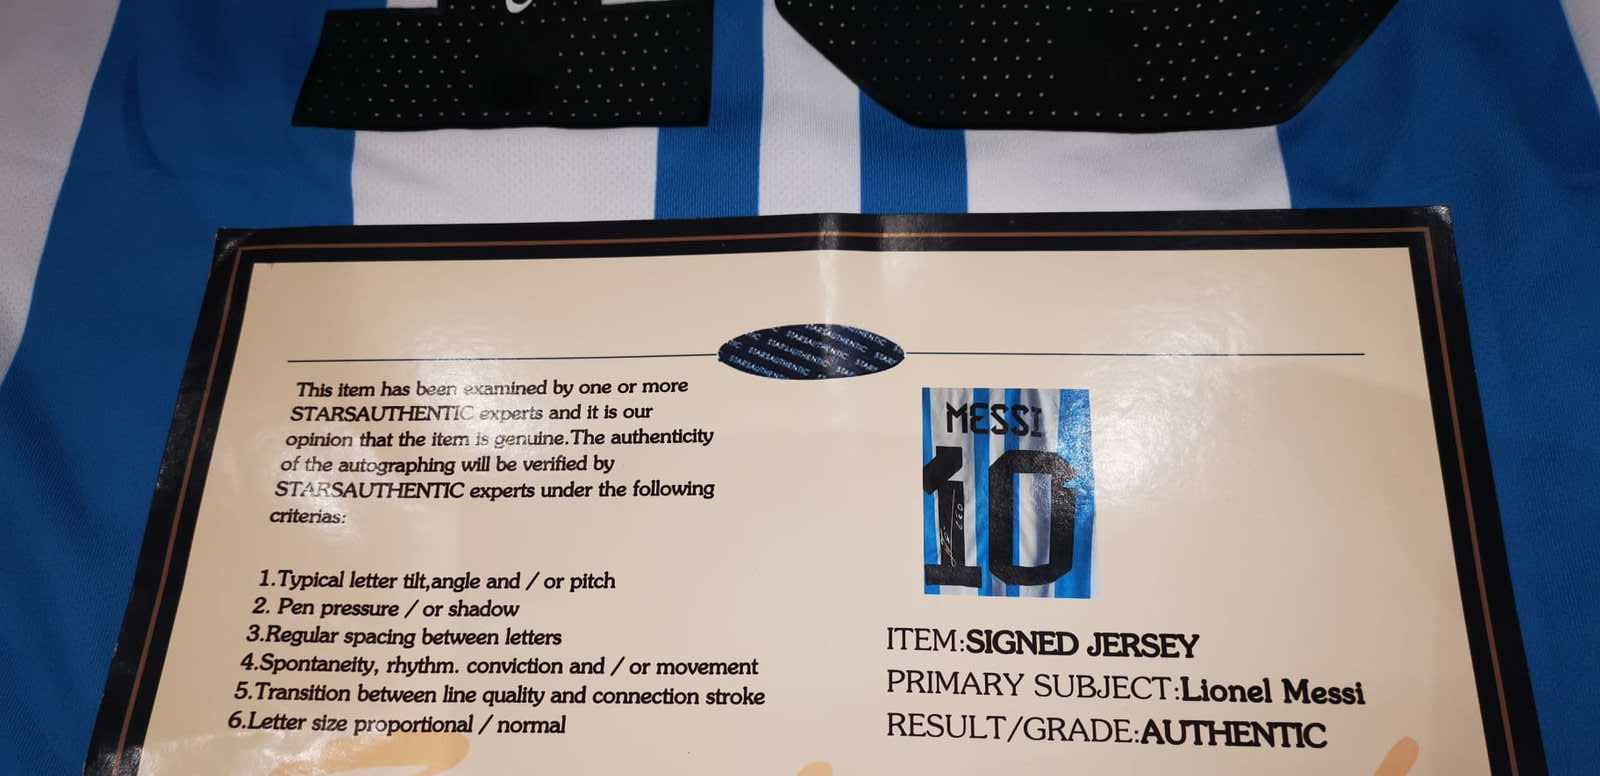 STARSAUTHENTIC STARSAUTHENTIC
This item has been examined by one or more
STARSAUTHENTIC experts and it is our
opinion that the item is genuine.The authenticity
of the autographing will be verified by
STARSAUTHENTIC experts under the following
criterias:
1.Typical letter tilt,angle and / or pitch
2. Pen pressure / or shadow
3.Regular spacing between letters
4.Spontaneity, rhythm. conviction and / or movement
5.Transition between line quality and connection stroke
6.Letter size proportional / normal
MESSI
10
LEO
ITEM:SIGNED JERSEY
PRIMARY SUBJECT:Lionel Messi
RESULT/GRADE:AUTHENTIC